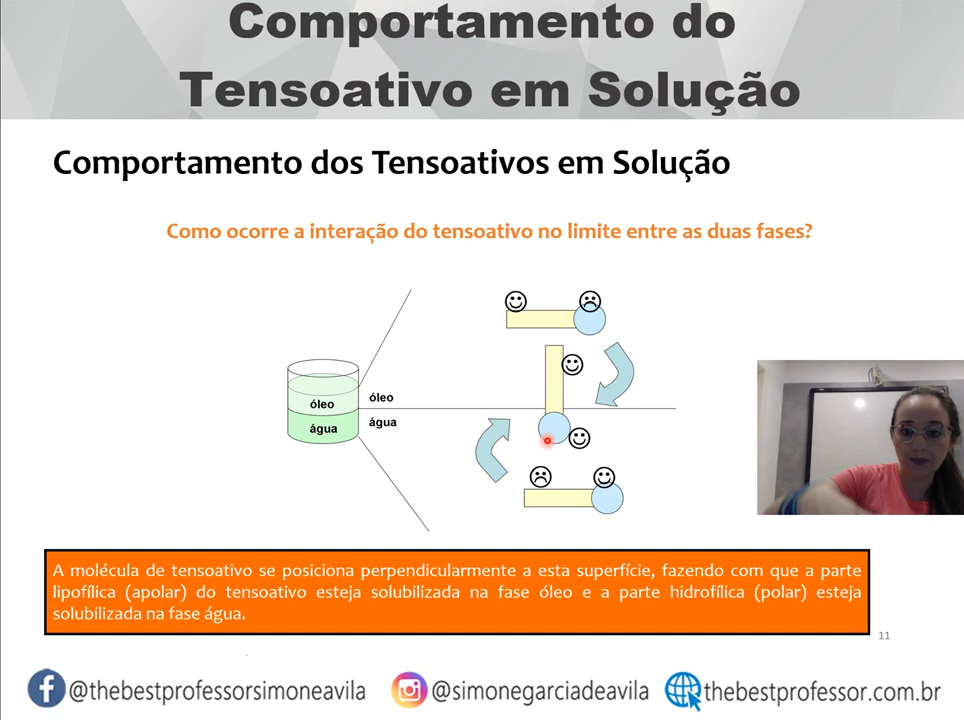 Comportamento do
Tensoativo em Solução
Comportamento dos Tensoativos em Solução
Como ocorre a interação do tensoativo no limite entre as duas fases?
óleo
água
óleo
água
A molécula de tensoativo se posiciona perpendicularmente a esta superfície, fazendo com que a parte
lipofílica (apolar) do tensoativo esteja solubilizada na fase óleo e a parte hidrofílica (polar) esteja
solubilizada na fase água.
11
@thebestprofessorsimoneavila
@simonegarciadeavila
thebestprofessor.com.br